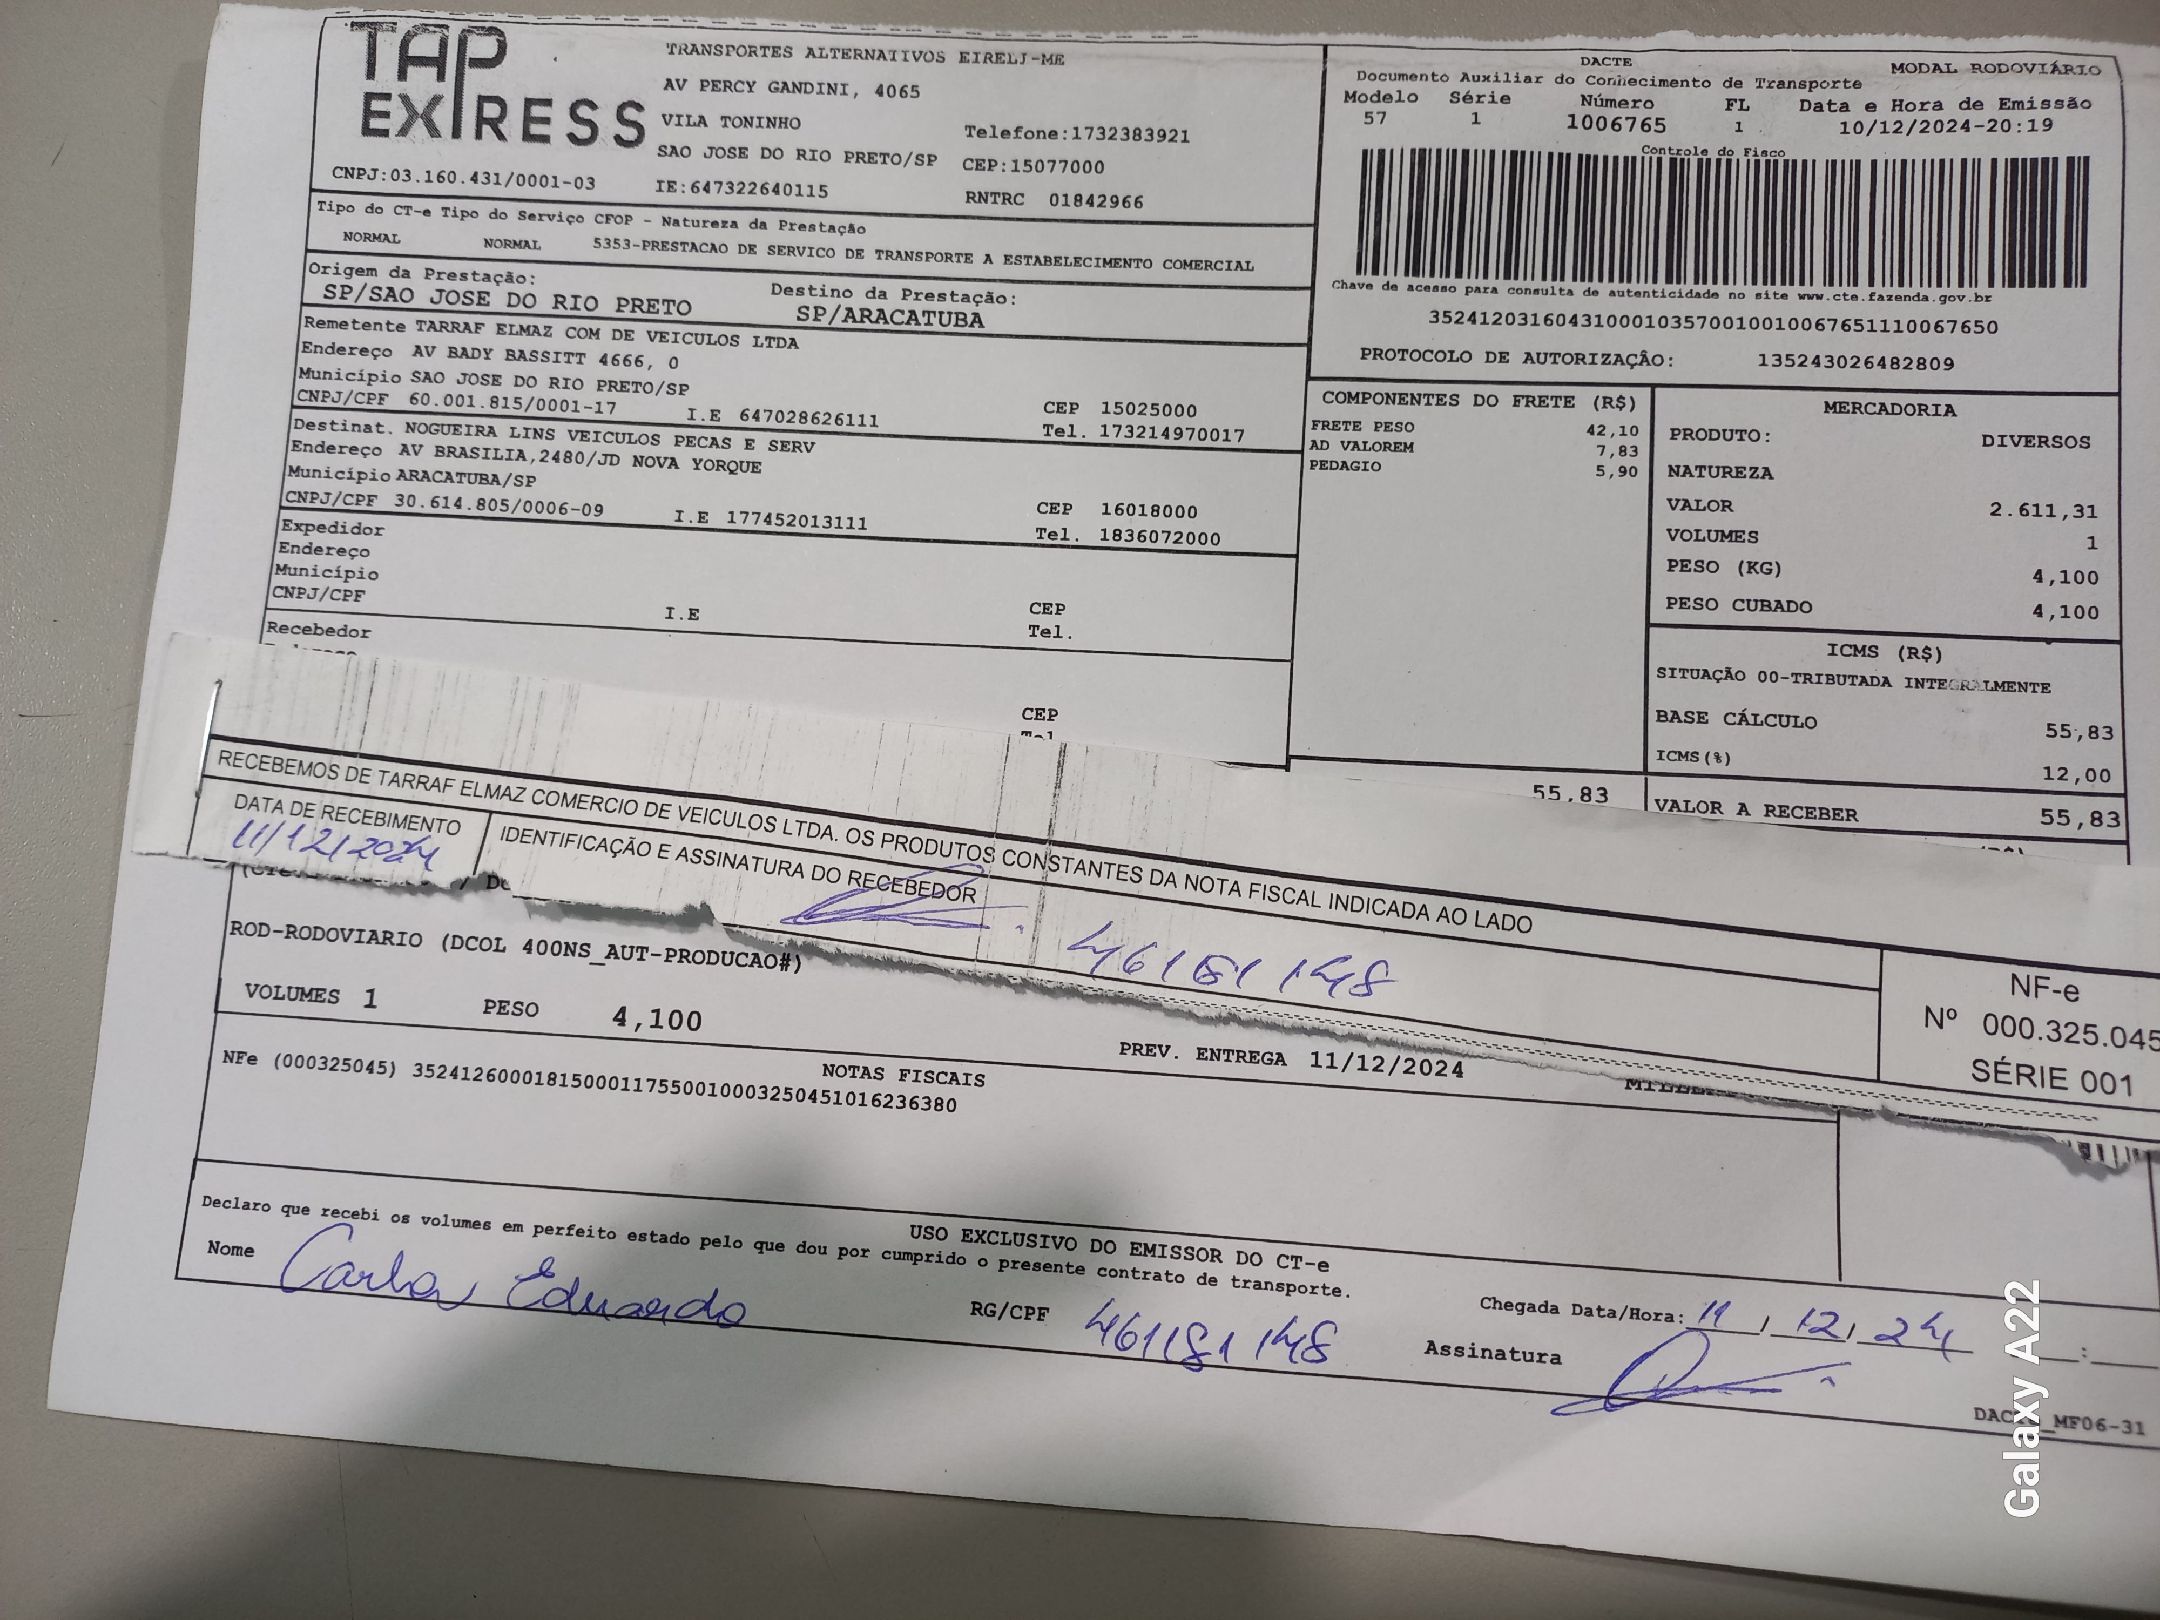 TAP EXPRESS
TRANSPORTES ALTERNATIVOS EIRELI-ME
AV PERCY GANDINI, 4065
VILA TONINHO
Telefone:1732383921
SAO JOSE DO RIO PRETO/SP CEP:15077000
CNPJ:03.160.431/0001-03 IE:647322640115 RNTRC 01842966
Tipo do CT-e Tipo do Serviço CFOP - Natureza da Prestação
NORMAL NORMAL 5353-PRESTACAO DE SERVICO DE TRANSPORTE A ESTABELECIMENTO COMERCIAL
Origem da Prestação: Destino da Prestação:
SP/SAO JOSE DO RIO PRETO SP/ARACATUBA
Remetente TARRAF ELMAZ COM DE VEICULOS LTDA
Endereço AV BADY BASSITT 4666, 0
Município SAO JOSE DO RIO PRETO/SP CEP 15025000
CNPJ/CPF 60.001.815/0001-17 I.E 647028626111 Tel. 173214970017
Destinat. NOGUEIRA LINS VEICULOS PECAS E SERV
Endereço AV BRASILIA,2480/JD NOVA YORQUE
Município ARACATUBA/SP CEP 16018000
CNPJ/CPF 30.614.805/0006-09 I.E 177452013111 Tel. 1836072000
Expedidor
Endereço
Município CEP
CNPJ/CPF I.E Tel.
Recebedor
CEP
DACTE MODAL RODOVIÁRIO
Documento Auxiliar do Conhecimento de Transporte
Modelo Série Número FL Data e Hora de Emissão
57 1 1006765 1 10/12/2024-20:19
Controle do Fisco
Chave de acesso para consulta de autenticidade no site www.cte.fazenda.gov.br
35241203160431000103570010010067651110067650
PROTOCOLO DE AUTORIZAÇÂO: 135243026482809
COMPONENTES DO FRETE (R$)
FRETE PESO 42,10
AD VALOREM 7,83
PEDAGIO 5,90
55,83
MERCADORIA
PRODUTO: DIVERSOS
NATUREZA
VALOR 2.611,31
VOLUMES 1
PESO (KG) 4,100
PESO CUBADO 4,100
ICMS (R$)
SITUAÇÃO 00-TRIBUTADA INTEGRALMENTE
BASE CÁLCULO 55,83
ICMS(%) 12,00
VALOR A RECEBER 55,83
RECEBEMOS DE TARRAF ELMAZ COMERCIO DE VEICULOS LTDA. OS PRODUTOS CONSTANTES DA NOTA FISCAL INDICADA AO LADO
DATA DE RECEBIMENTO IDENTIFICAÇÃO E ASSINATURA DO RECEBEDOR
11/12/2024
NF-e
Nº 000.325.045
SÉRIE 001
ROD-RODOVIARIO (DCOL 400NS_AUT-PRODUCAO#)
VOLUMES 1 PESO 4,100 PREV. ENTREGA 11/12/2024
NOTAS FISCAIS
NFe (000325045) 35241260001815000117550010003250451016236380
USO EXCLUSIVO DO EMISSOR DO CT-e
Declaro que recebi os volumes em perfeito estado pelo que dou por cumprido o presente contrato de transporte.
Nome Carlos Eduardo RG/CPF 46181148 Assinatura
Chegada Data/Hora: 11 / 12 / 24 :
Galaxy A22